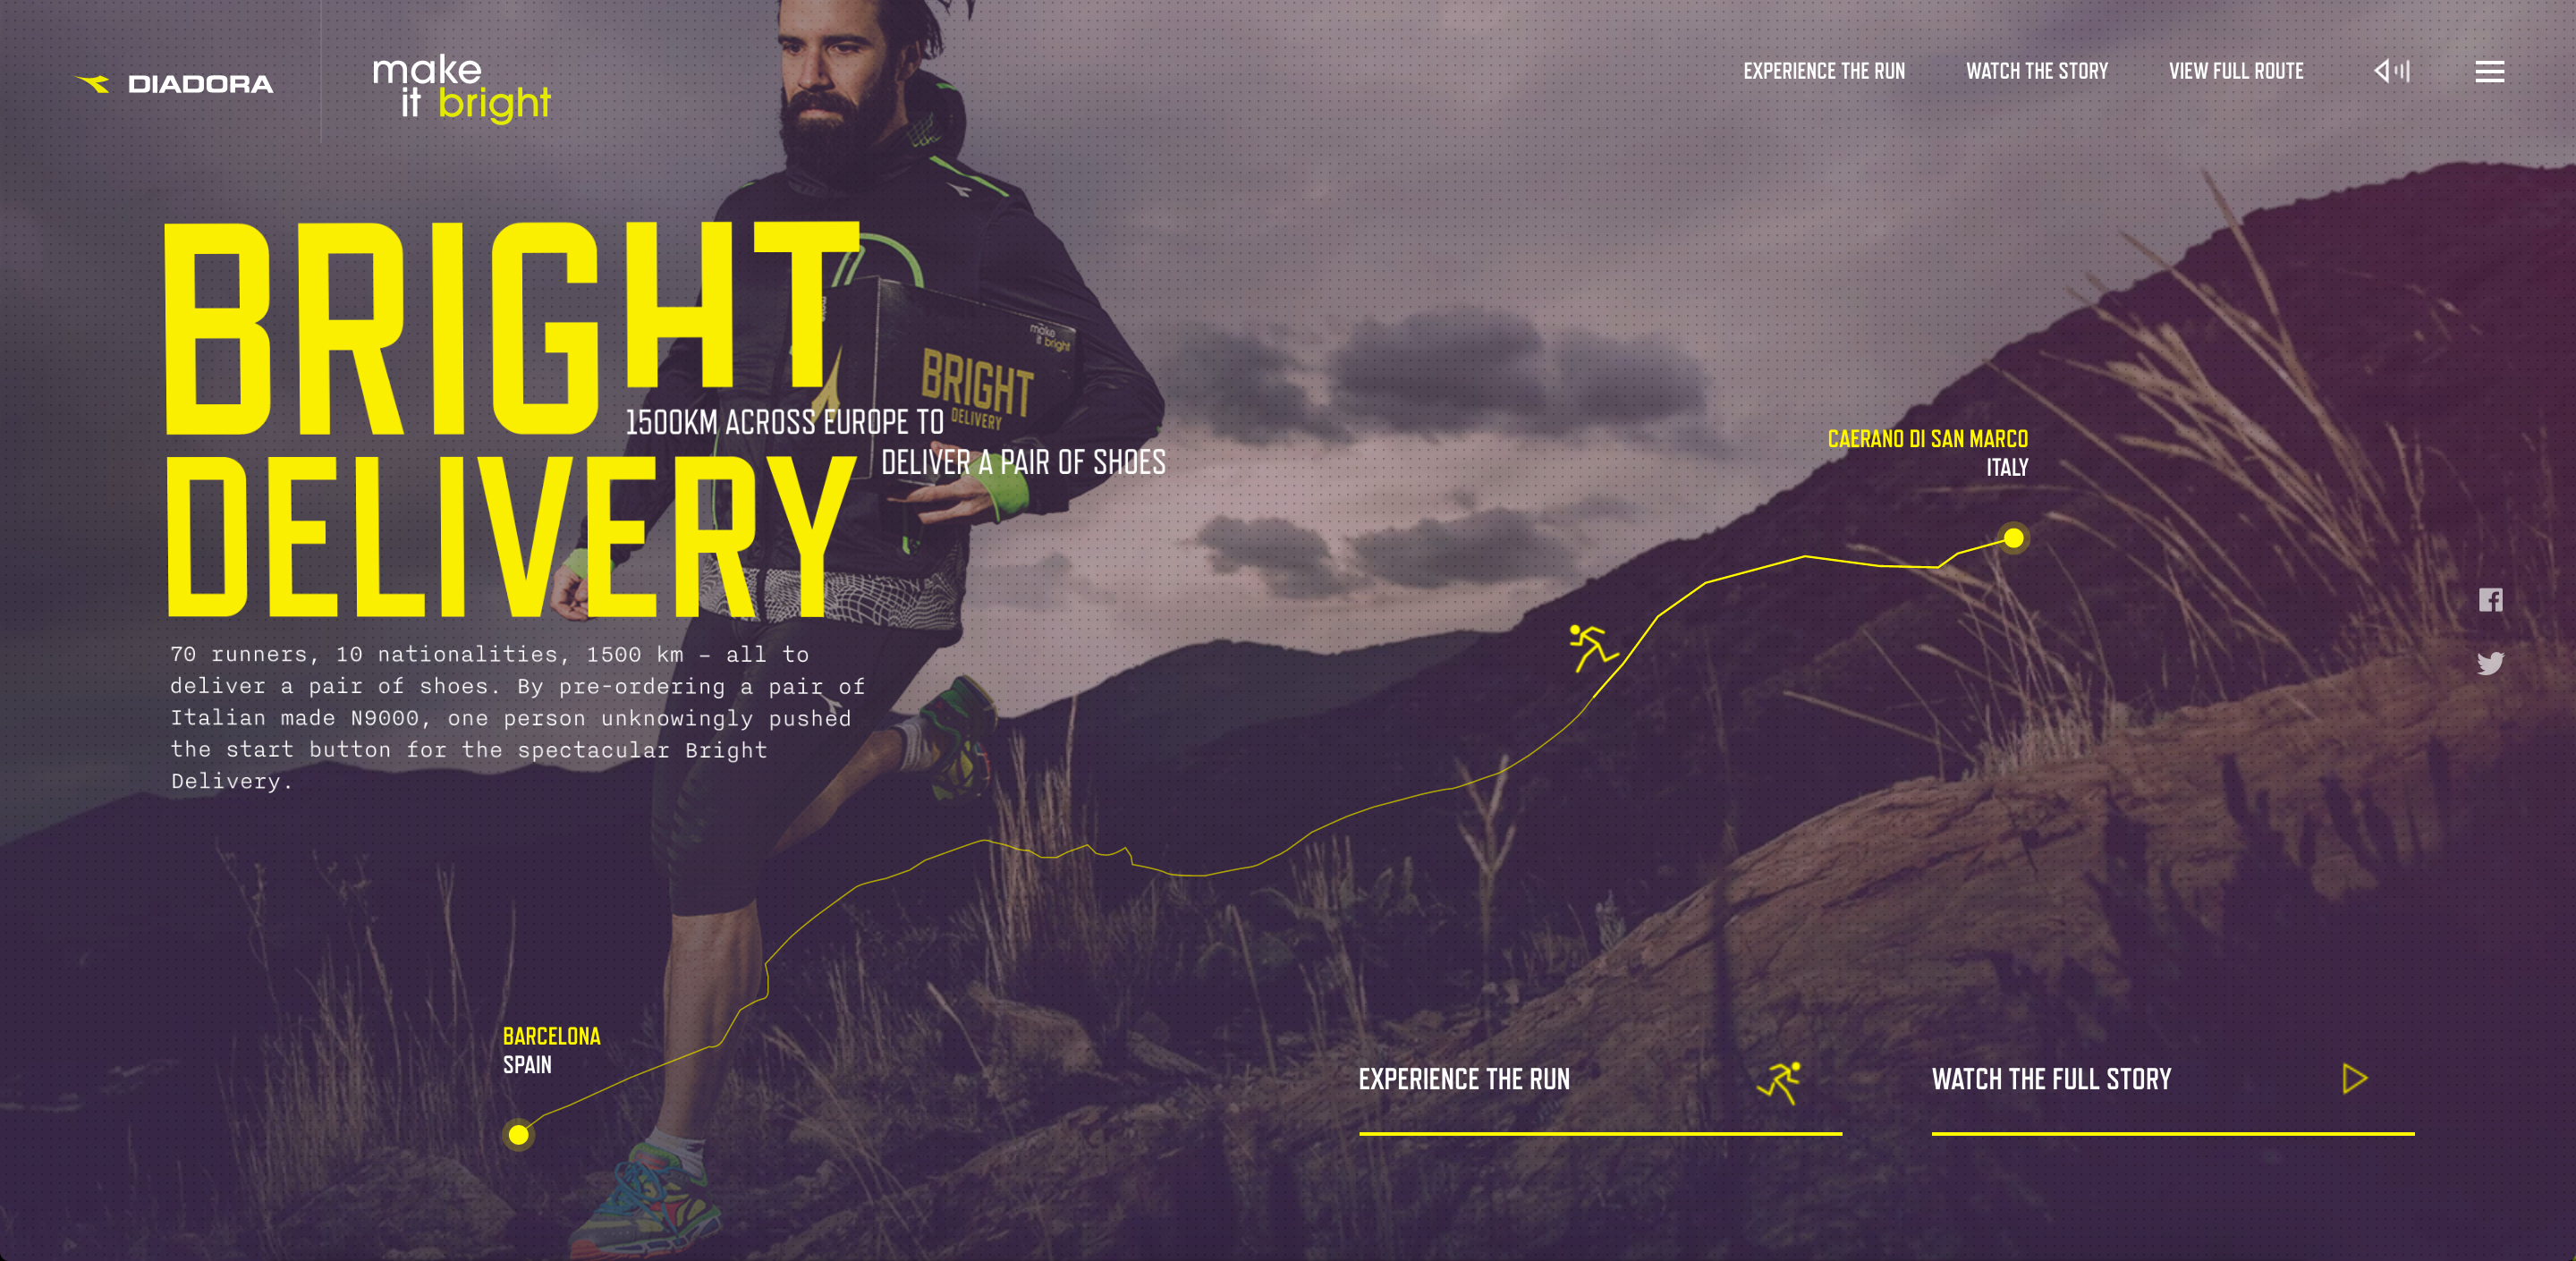 DIADORA
make
it bright
EXPERIENCE THE RUN
WATCH THE STORY
VIEW FULL ROUTE
BRIGHT
1500KM ACROSS EUROPE TO
DELIVER A PAIR OF SHOES
DELIVERY
make
it bright
BRIGHT
DELIVERY
70 runners, 10 nationalities, 1500 km – all to
deliver a pair of shoes. By pre-ordering a pair of
Italian made N9000, one person unknowingly pushed
the start button for the spectacular Bright
Delivery.
CAERANO DI SAN MARCO
ITALY
BARCELONA
SPAIN
EXPERIENCE THE RUN
WATCH THE FULL STORY